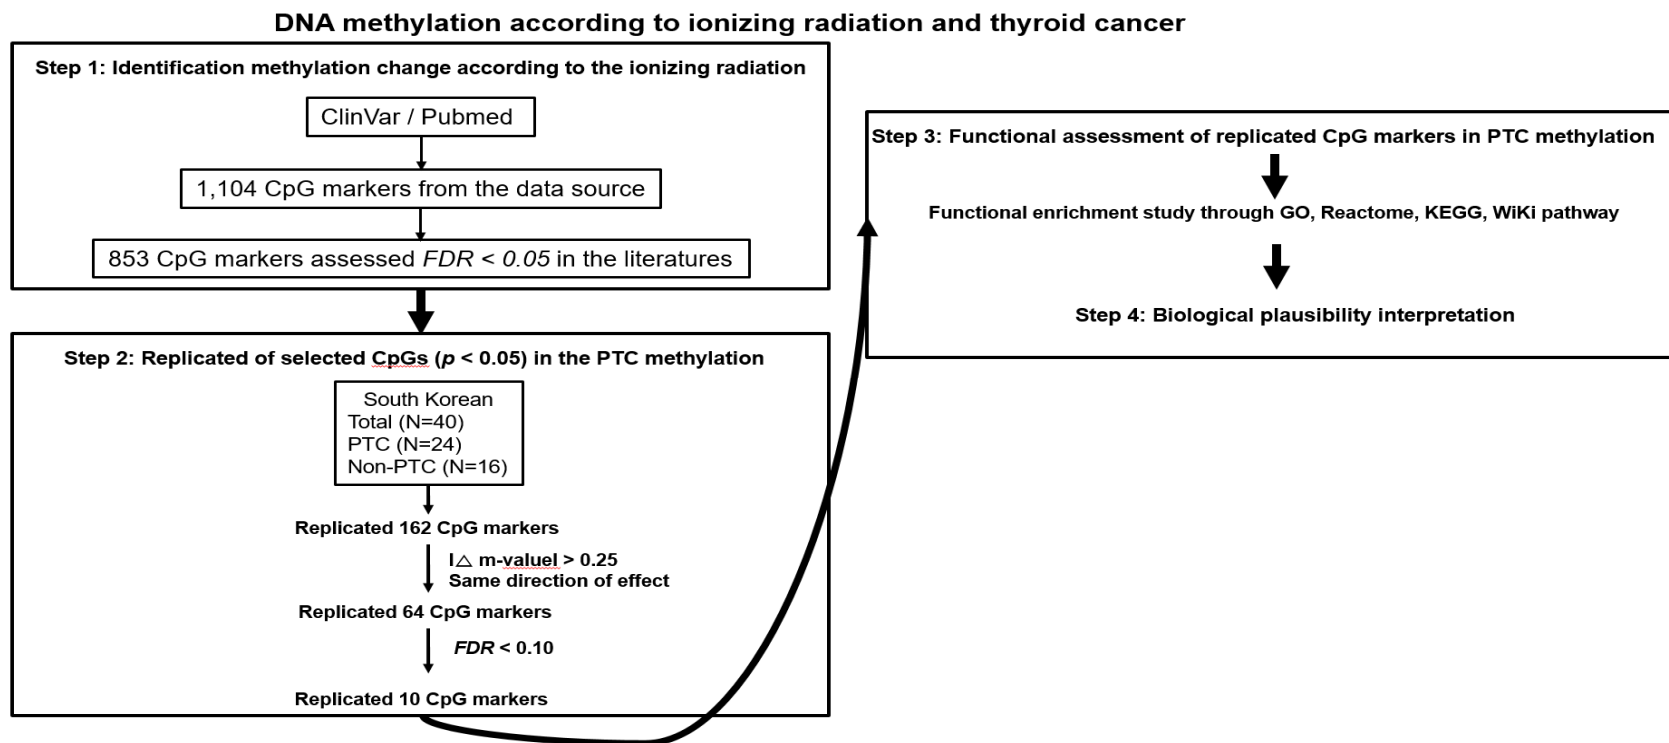 DNA methylation according to ionizing radiation and thyroid cancer
Step 1: Identification methylation change according to the ionizing radiation
ClinVar / Pubmed
1,104 CpG markers from the data source
853 CpG markers assessed FDR < 0.05 in the literatures
Step 2: Replicated of selected CpGs (p < 0.05) in the PTC methylation
South Korean
Total (N=40)
PTC (N=24)
Non-PTC (N=16)
Replicated 162 CpG markers
I△ m-valueI > 0.25
Same direction of effect
Replicated 64 CpG markers
FDR < 0.10
Replicated 10 CpG markers
Step 3: Functional assessment of replicated CpG markers in PTC methylation
Functional enrichment study through GO, Reactome, KEGG, WiKi pathway
Step 4: Biological plausibility interpretation